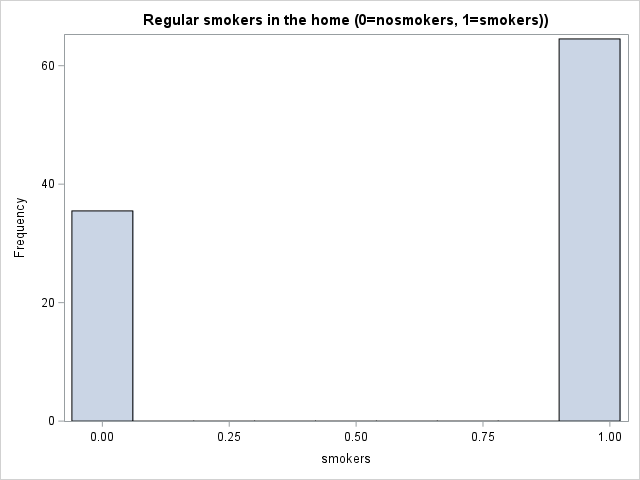 Regular smokers in the home (0=nosmokers, 1=smokers))
60
40
20
0
Frequency
0.00 0.25 0.50 0.75 1.00
smokers